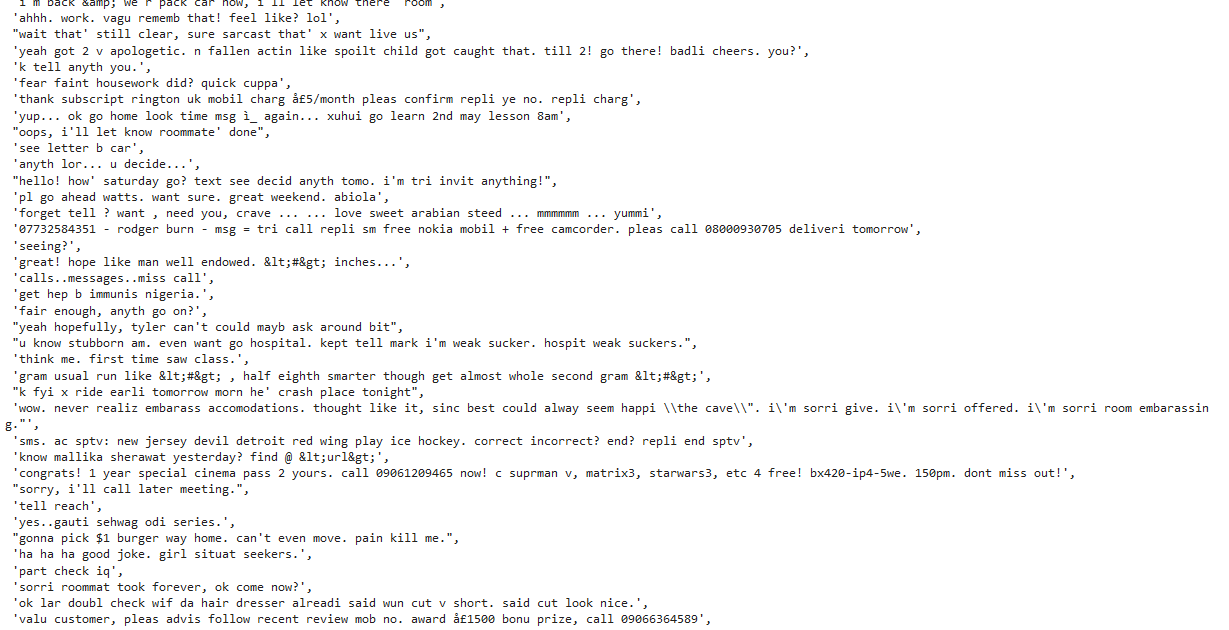 'i'm back &amp; we'r pack car now, i'll let know there' room',
'ahhh. work. vagu rememb that! feel like? lol',
"wait that' still clear, sure sarcast that' x want live us",
'yeah got 2 v apologetic. n fallen actin like spoilt child got caught that. till 2! go there! badli cheers. you?',
'k tell anyth you.',
'fear faint housework did? quick cuppa',
'thank subscript rington uk mobil charg å£5/month pleas confirm repli ye no. repli charg',
'yup... ok go home look time msg ì_ again... xuhui go learn 2nd may lesson 8am',
"oops, i'll let know roommate' done",
'see letter b car',
'anyth lor... u decide...',
"hello! how' saturday go? text see decid anyth tomo. i'm tri invit anything!",
'pl go ahead watts. want sure. great weekend. abiola',
'forget tell ? want , need you, crave ... ... love sweet arabian steed ... mmmmmm ... yummi',
'07732584351 - rodger burn - msg = tri call repli sm free nokia mobil + free camcorder. pleas call 08000930705 deliveri tomorrow',
'seeing?',
'great! hope like man well endowed. &lt;#&gt; inches...',
'calls..messages..miss call',
'get hep b immunis nigeria.',
'fair enough, anyth go on?',
"yeah hopefully, tyler can't could mayb ask around bit",
"u know stubborn am. even want go hospital. kept tell mark i'm weak sucker. hospit weak suckers.",
'think me. first time saw class.',
'gram usual run like &lt;#&gt; , half eighth smarter though get almost whole second gram &lt;#&gt;',
"k fyi x ride earli tomorrow morn he' crash place tonight",
'wow. never realiz embarass accomodations. thought like it, sinc best could alway seem happi \\the cave\\". i\'m sorri give. i\'m sorri offered. i\'m sorri room embarassin
g."',
'sms. ac sptv: new jersey devil detroit red wing play ice hockey. correct incorrect? end? repli end sptv',
'know mallika sherawat yesterday? find @ &lt;url&gt;',
'congrats! 1 year special cinema pass 2 yours. call 09061209465 now! c suprman v, matrix3, starwars3, etc 4 free! bx420-ip4-5we. 150pm. dont miss out!',
"sorry, i'll call later meeting.",
'tell reach',
'yes..gauti sehwag odi series.',
"gonna pick $1 burger way home. can't even move. pain kill me.",
'ha ha ha good joke. girl situat seekers.',
'part check iq',
'sorri roommat took forever, ok come now?',
'ok lar doubl check wif da hair dresser alreadi said wun cut v short. said cut look nice.',
'valu customer, pleas advis follow recent review mob no. award å£1500 bonu prize, call 09066364589',